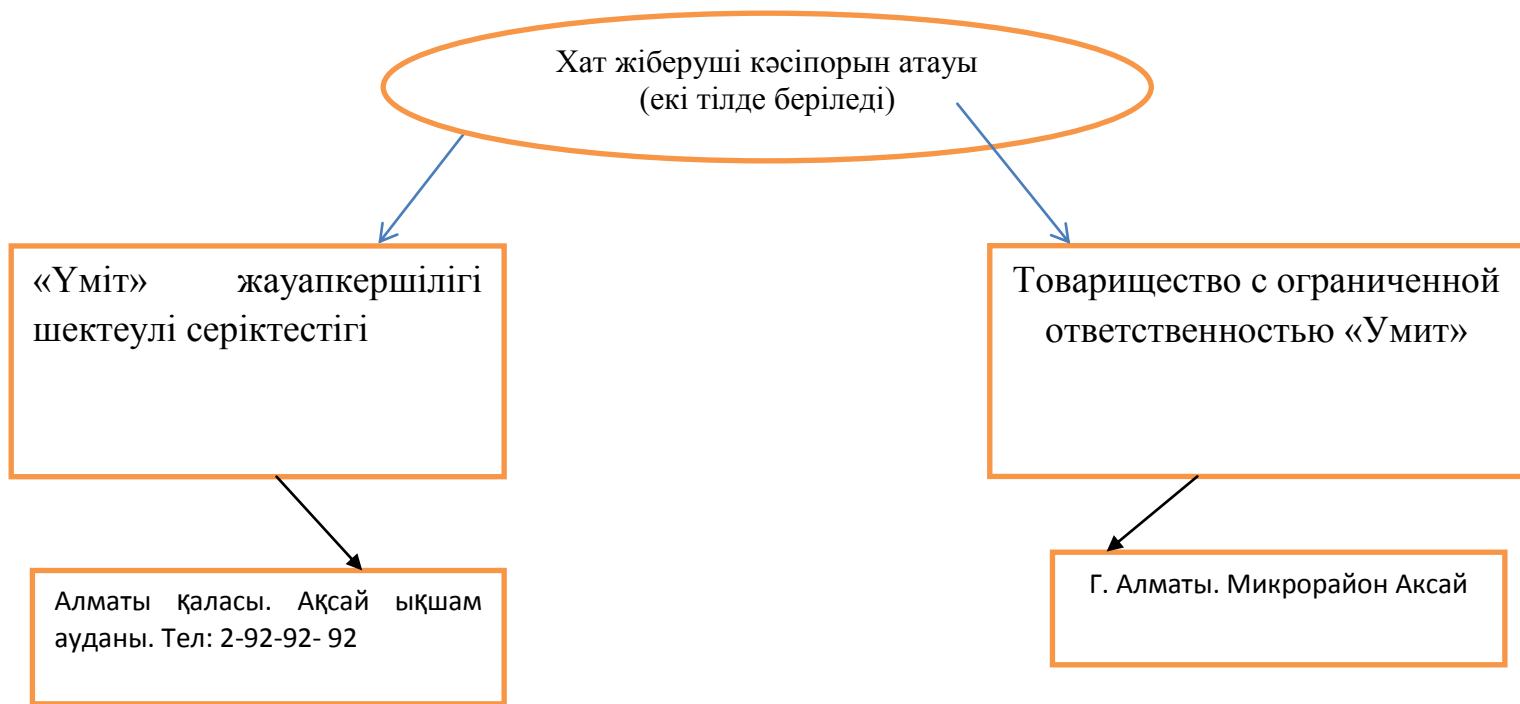 Хат жіберуші кәсіпорын атауы
(екі тілде беріледі)
«Үміт» жауапкершілігі
шектеулі серіктестігі
Товарищество с ограниченной
ответственностью «Умит»
Алматы қаласы. Ақсай ықшам
ауданы. Тел: 2-92-92- 92
Г. Алматы. Микрорайон Аксай